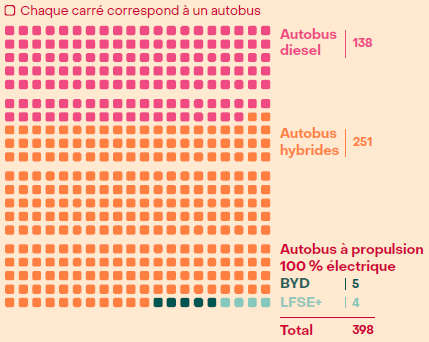 Chaque carré correspond à un autobus
Autobus
diesel
138
Autobus
hybrides
251
Autobus à propulsion
100 % électrique
BYD 5
LFSE+ 4
Total 398